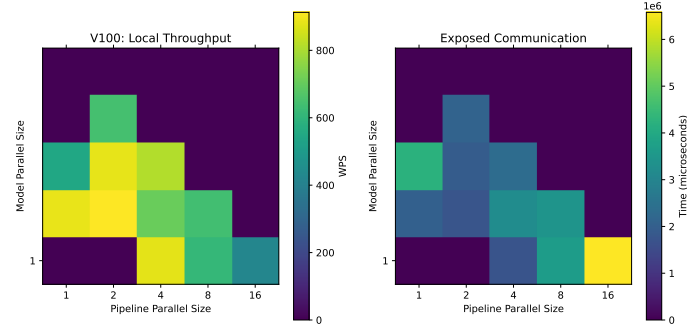 V100: Local Throughput
Model Parallel Size
1
1 2 4 8 16
Pipeline Parallel Size
800
600
400
200
0
WPS
Exposed Communication
Model Parallel Size
1
1 2 4 8 16
Pipeline Parallel Size
1e6
6
5
4
3
2
1
0
Time (microseconds)